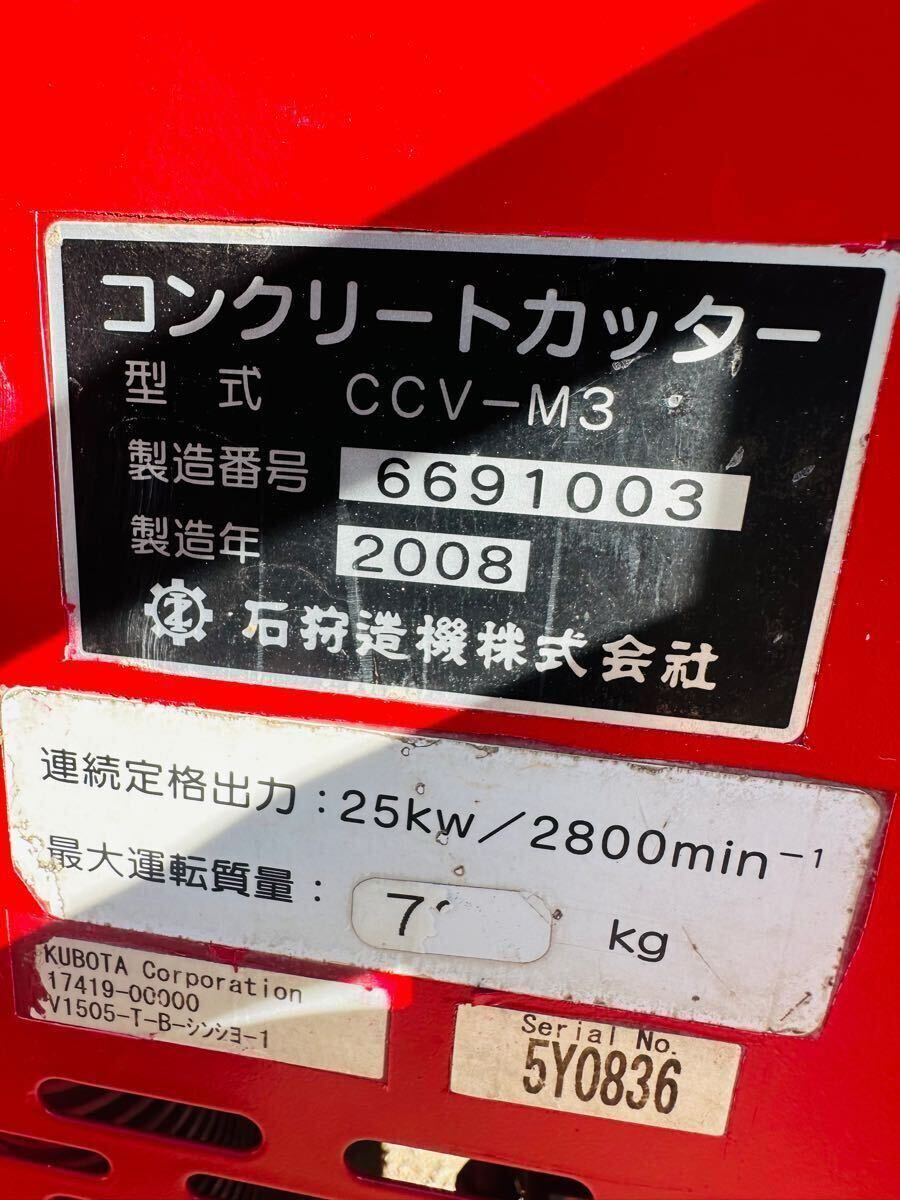 コンクリートカッター
型式 CCV-M3
製造番号 6691003
製造年 2008
石狩造機株式会社
連続定格出力:25kw/2800min⁻¹
最大運転質量: kg
KUBOTA Corporation
17419-00000
V1505-T-B-シンショ-1
Serial No.
5Y0836